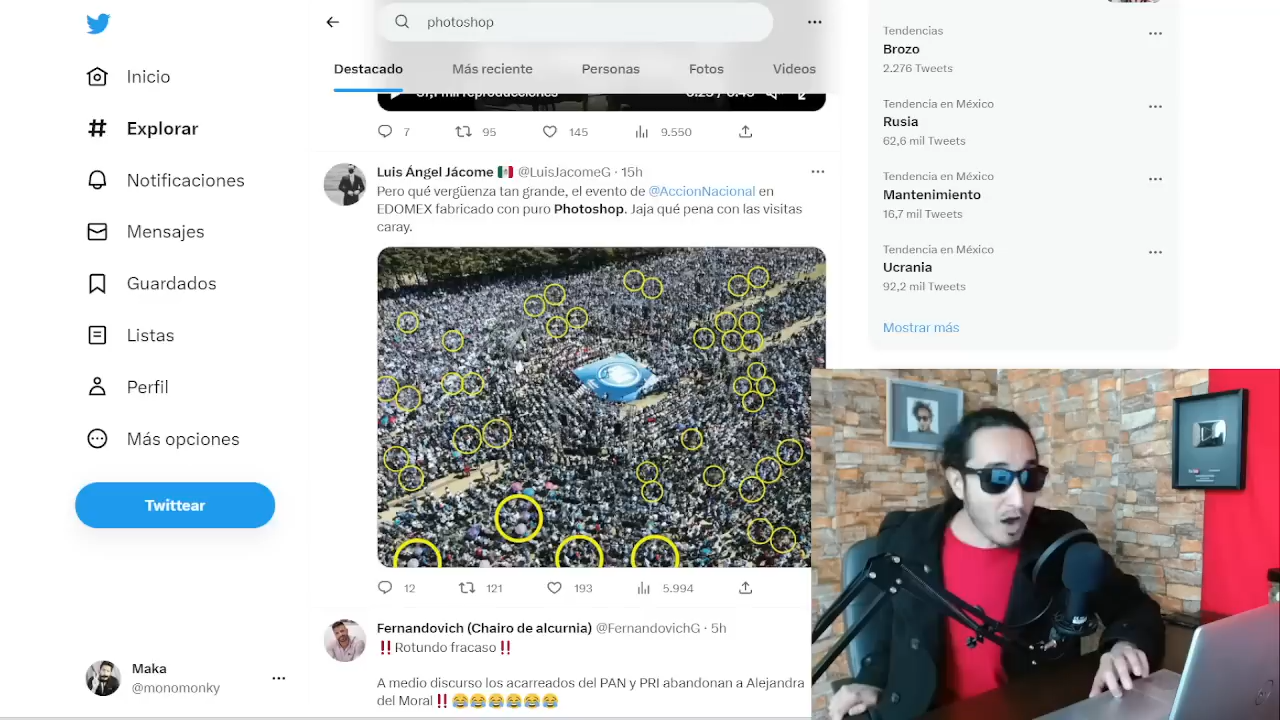 photoshop
Destacado
Más reciente
Personas
Fotos
Videos
Inicio
Explorar
Notificaciones
Mensajes
Guardados
Listas
Perfil
Más opciones
Twittear
Maka
@monomonky
7
95
145
9.550
Luis Ángel Jácome @LuisJacomeG · 15h
Pero qué vergüenza tan grande, el evento de @AccionNacional en
EDOMEX fabricado con puro Photoshop. Jaja qué pena con las visitas
caray.
12
121
193
5.994
Fernandovich (Chairo de alcurnia) @FernandovichG · 5h
‼️Rotundo fracaso‼️
A medio discurso los acarreados del PAN y PRI abandonan a Alejandra
del Moral‼️😂😂😂😂😂😂
Tendencias
Brozo
2.276 Tweets
Tendencia en México
Rusia
62,6 mil Tweets
Tendencia en México
Mantenimiento
16,7 mil Tweets
Tendencia en México
Ucrania
92,2 mil Tweets
Mostrar más